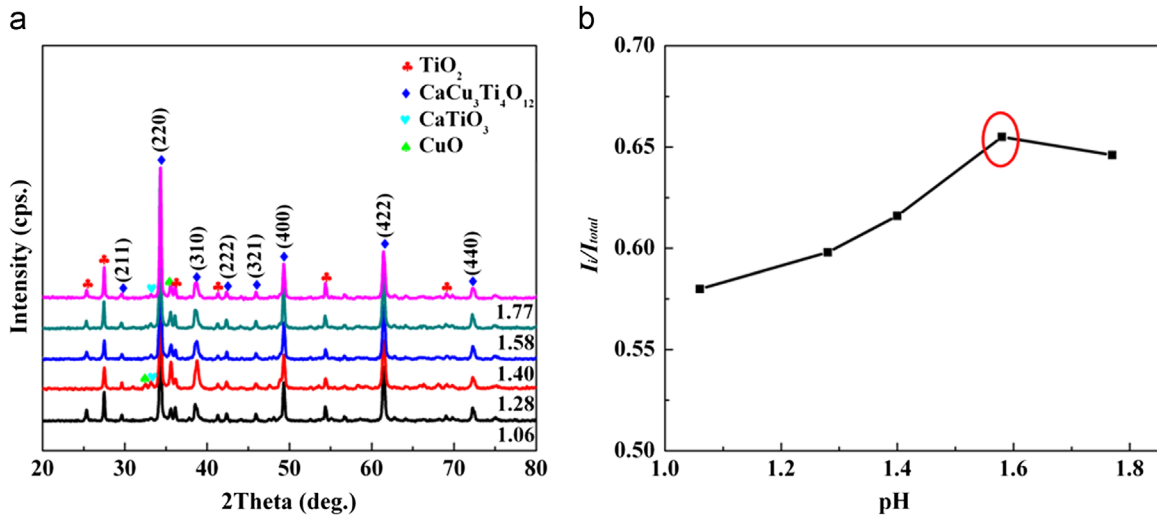 a
♣ TiO2
♦ CaCu3Ti4O12
♥ CaTiO3
♠ CuO
(211)
(220)
(310)
(222)
(321)
(400)
(422)
(440)
1.77
1.58
1.40
1.28
1.06
Intensity (cps.)
20 30 40 50 60 70 80
2Theta (deg.)
b
0.70
0.65
0.60
0.55
0.50
Ii/Itotal
1.0 1.2 1.4 1.6 1.8
pH